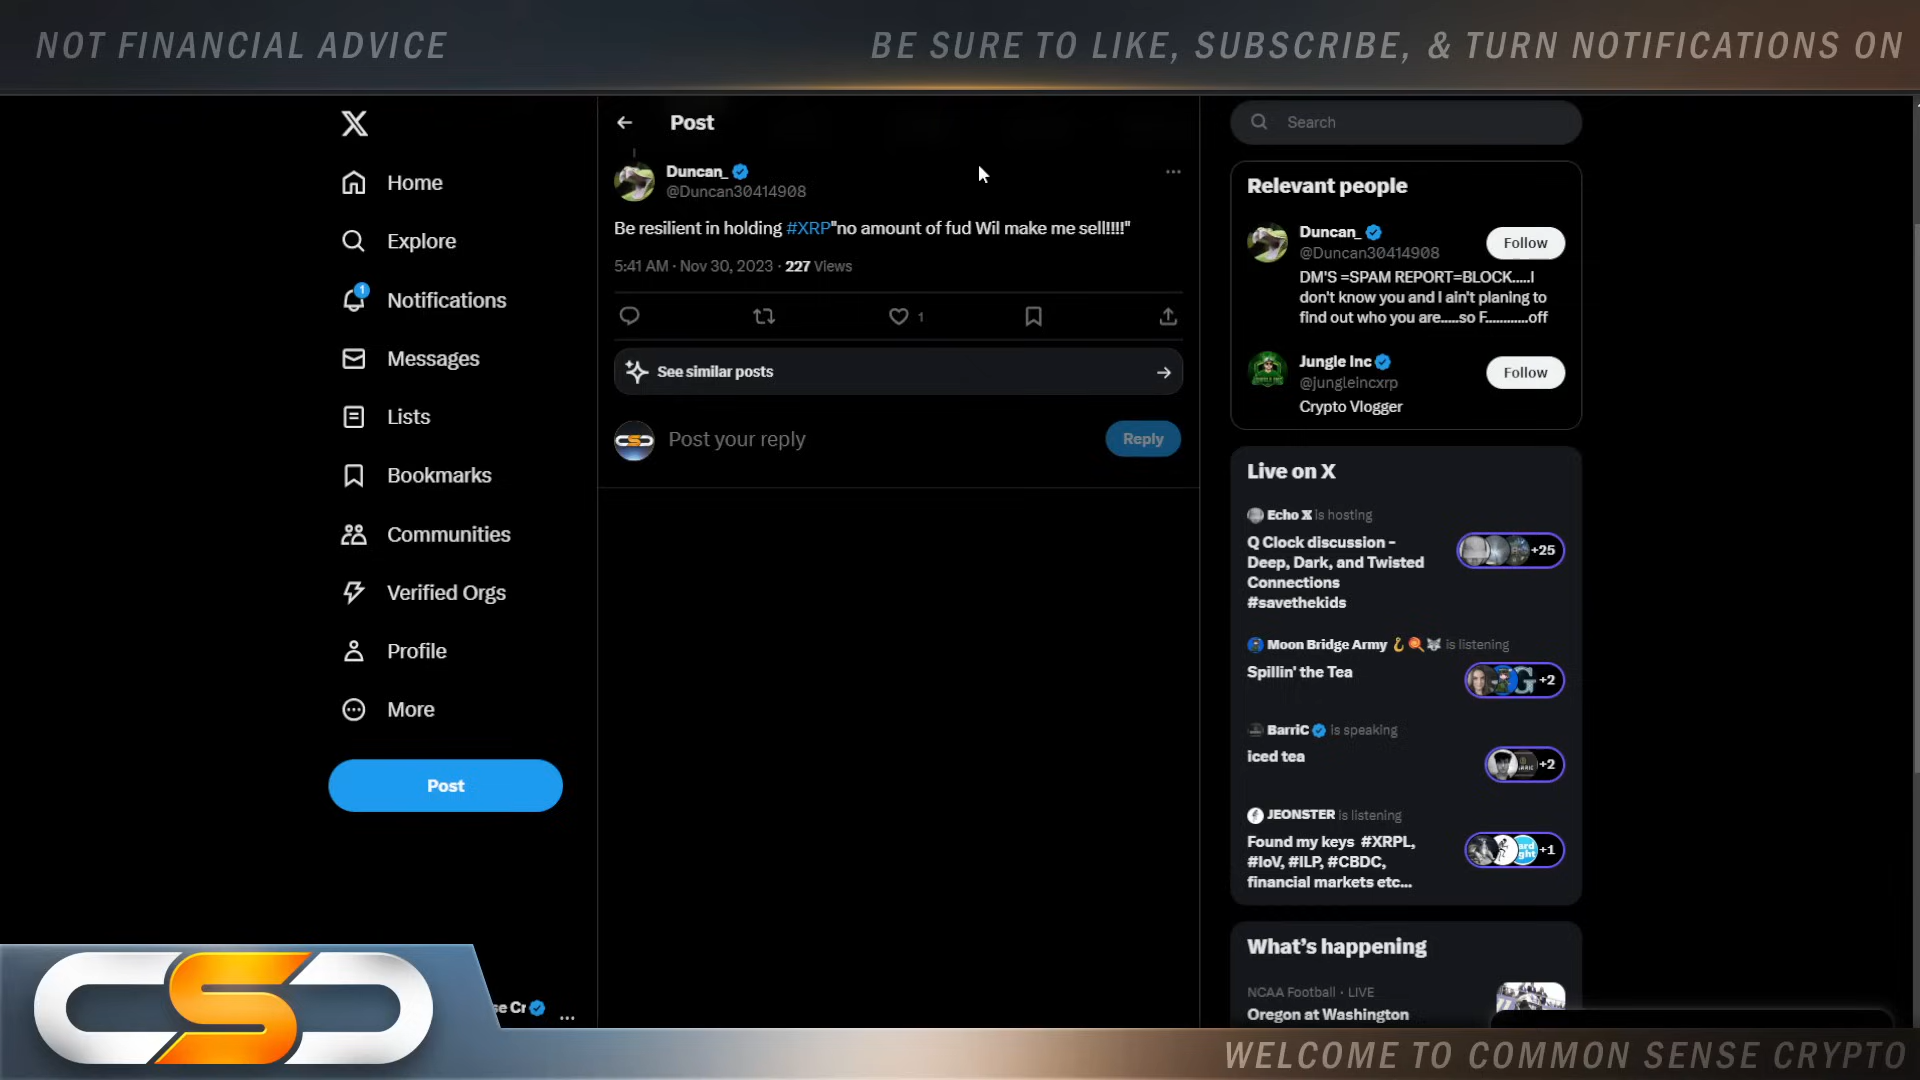 NOT FINANCIAL ADVICE
BE SURE TO LIKE, SUBSCRIBE, & TURN NOTIFICATIONS ON
X
Home
Explore
1
Notifications
Messages
Lists
Bookmarks
Communities
Verified Orgs
Profile
More
Post
se Cr
Post
Duncan_
@Duncan30414908
Be resilient in holding #XRP"no amount of fud Wil make me sell!!!!"
5:41 AM · Nov 30, 2023 · 227 Views
1
See similar posts
Post your reply
Reply
Search
Relevant people
Duncan_
@Duncan30414908
Follow
DM'S =SPAM REPORT=BLOCK.....I
don't know you and I ain't planing to
find out who you are.....so F............off
Jungle Inc
@jungleincxrp
Follow
Crypto Vlogger
Live on X
Echo X is hosting
Q Clock discussion -
Deep, Dark, and Twisted
Connections
#savethekids
+25
Moon Bridge Army is listening
Spillin' the Tea
+2
BarriC is speaking
iced tea
+2
JEONSTER is listening
Found my keys #XRPL,
#IoV, #ILP, #CBDC,
financial markets etc...
+1
What's happening
NCAA Football · LIVE
Oregon at Washington
CSC
WELCOME TO COMMON SENSE CRYPTO